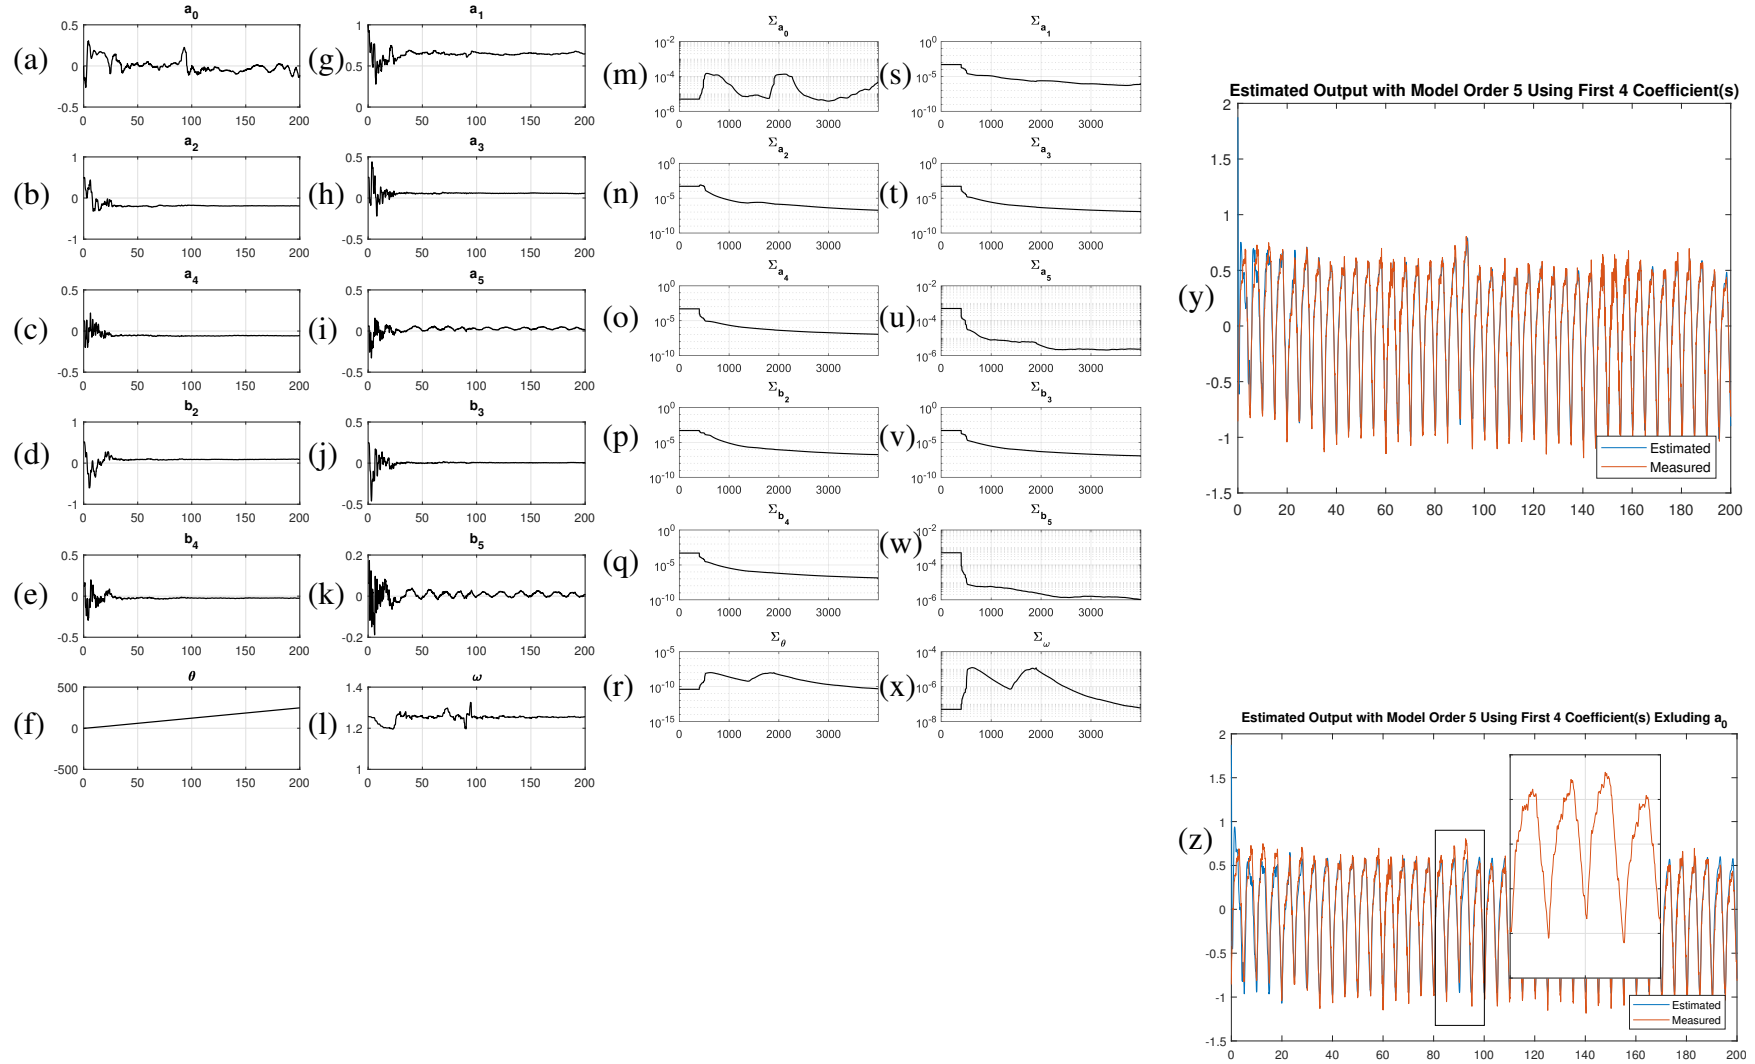 a0
(a)
0.5
0
-0.5
0 50 100 150 200
a2
(b)
1
0
-1
0 50 100 150 200
a4
(c)
0.5
0
-0.5
0 50 100 150 200
b2
(d)
1
0
-1
0 50 100 150 200
b4
(e)
0.5
0
-0.5
0 50 100 150 200
θ
(f)
500
0
-500
0 50 100 150 200
a1
(g)
1
0.5
0
0 50 100 150 200
a3
(h)
0.5
0
-0.5
0 50 100 150 200
a5
(i)
0.5
0
-0.5
0 50 100 150 200
b3
(j)
0.5
0
-0.5
0 50 100 150 200
b5
(k)
0.2
0
-0.2
0 50 100 150 200
ω
(l)
1.4
1.2
1
0 50 100 150 200
Σa0
(m)
10^-2
10^-4
10^-6
0 1000 2000 3000
Σa2
(n)
10^0
10^-5
10^-10
0 1000 2000 3000
Σa4
(o)
10^0
10^-5
10^-10
0 1000 2000 3000
Σb2
(p)
10^0
10^-5
10^-10
0 1000 2000 3000
Σb4
(q)
10^0
10^-5
10^-10
0 1000 2000 3000
Σθ
(r)
10^-5
10^-10
10^-15
0 1000 2000 3000
Σa1
(s)
10^0
10^-5
10^-10
0 1000 2000 3000
Σa3
(t)
10^0
10^-5
10^-10
0 1000 2000 3000
Σa5
(u)
10^-2
10^-4
10^-6
0 1000 2000 3000
Σb3
(v)
10^0
10^-5
10^-10
0 1000 2000 3000
Σb5
(w)
10^-2
10^-4
10^-6
0 1000 2000 3000
Σω
(x)
10^-4
10^-6
10^-8
0 1000 2000 3000
Estimated Output with Model Order 5 Using First 4 Coefficient(s)
(y)
2
1.5
1
0.5
0
-0.5
-1
-1.5
0 20 40 60 80 100 120 140 160 180 200
Estimated
Measured
Estimated Output with Model Order 5 Using First 4 Coefficient(s) Exluding a0
(z)
2
1.5
1
0.5
0
-0.5
-1
-1.5
0 20 40 60 80 100 120 140 160 180 200
Estimated
Measured